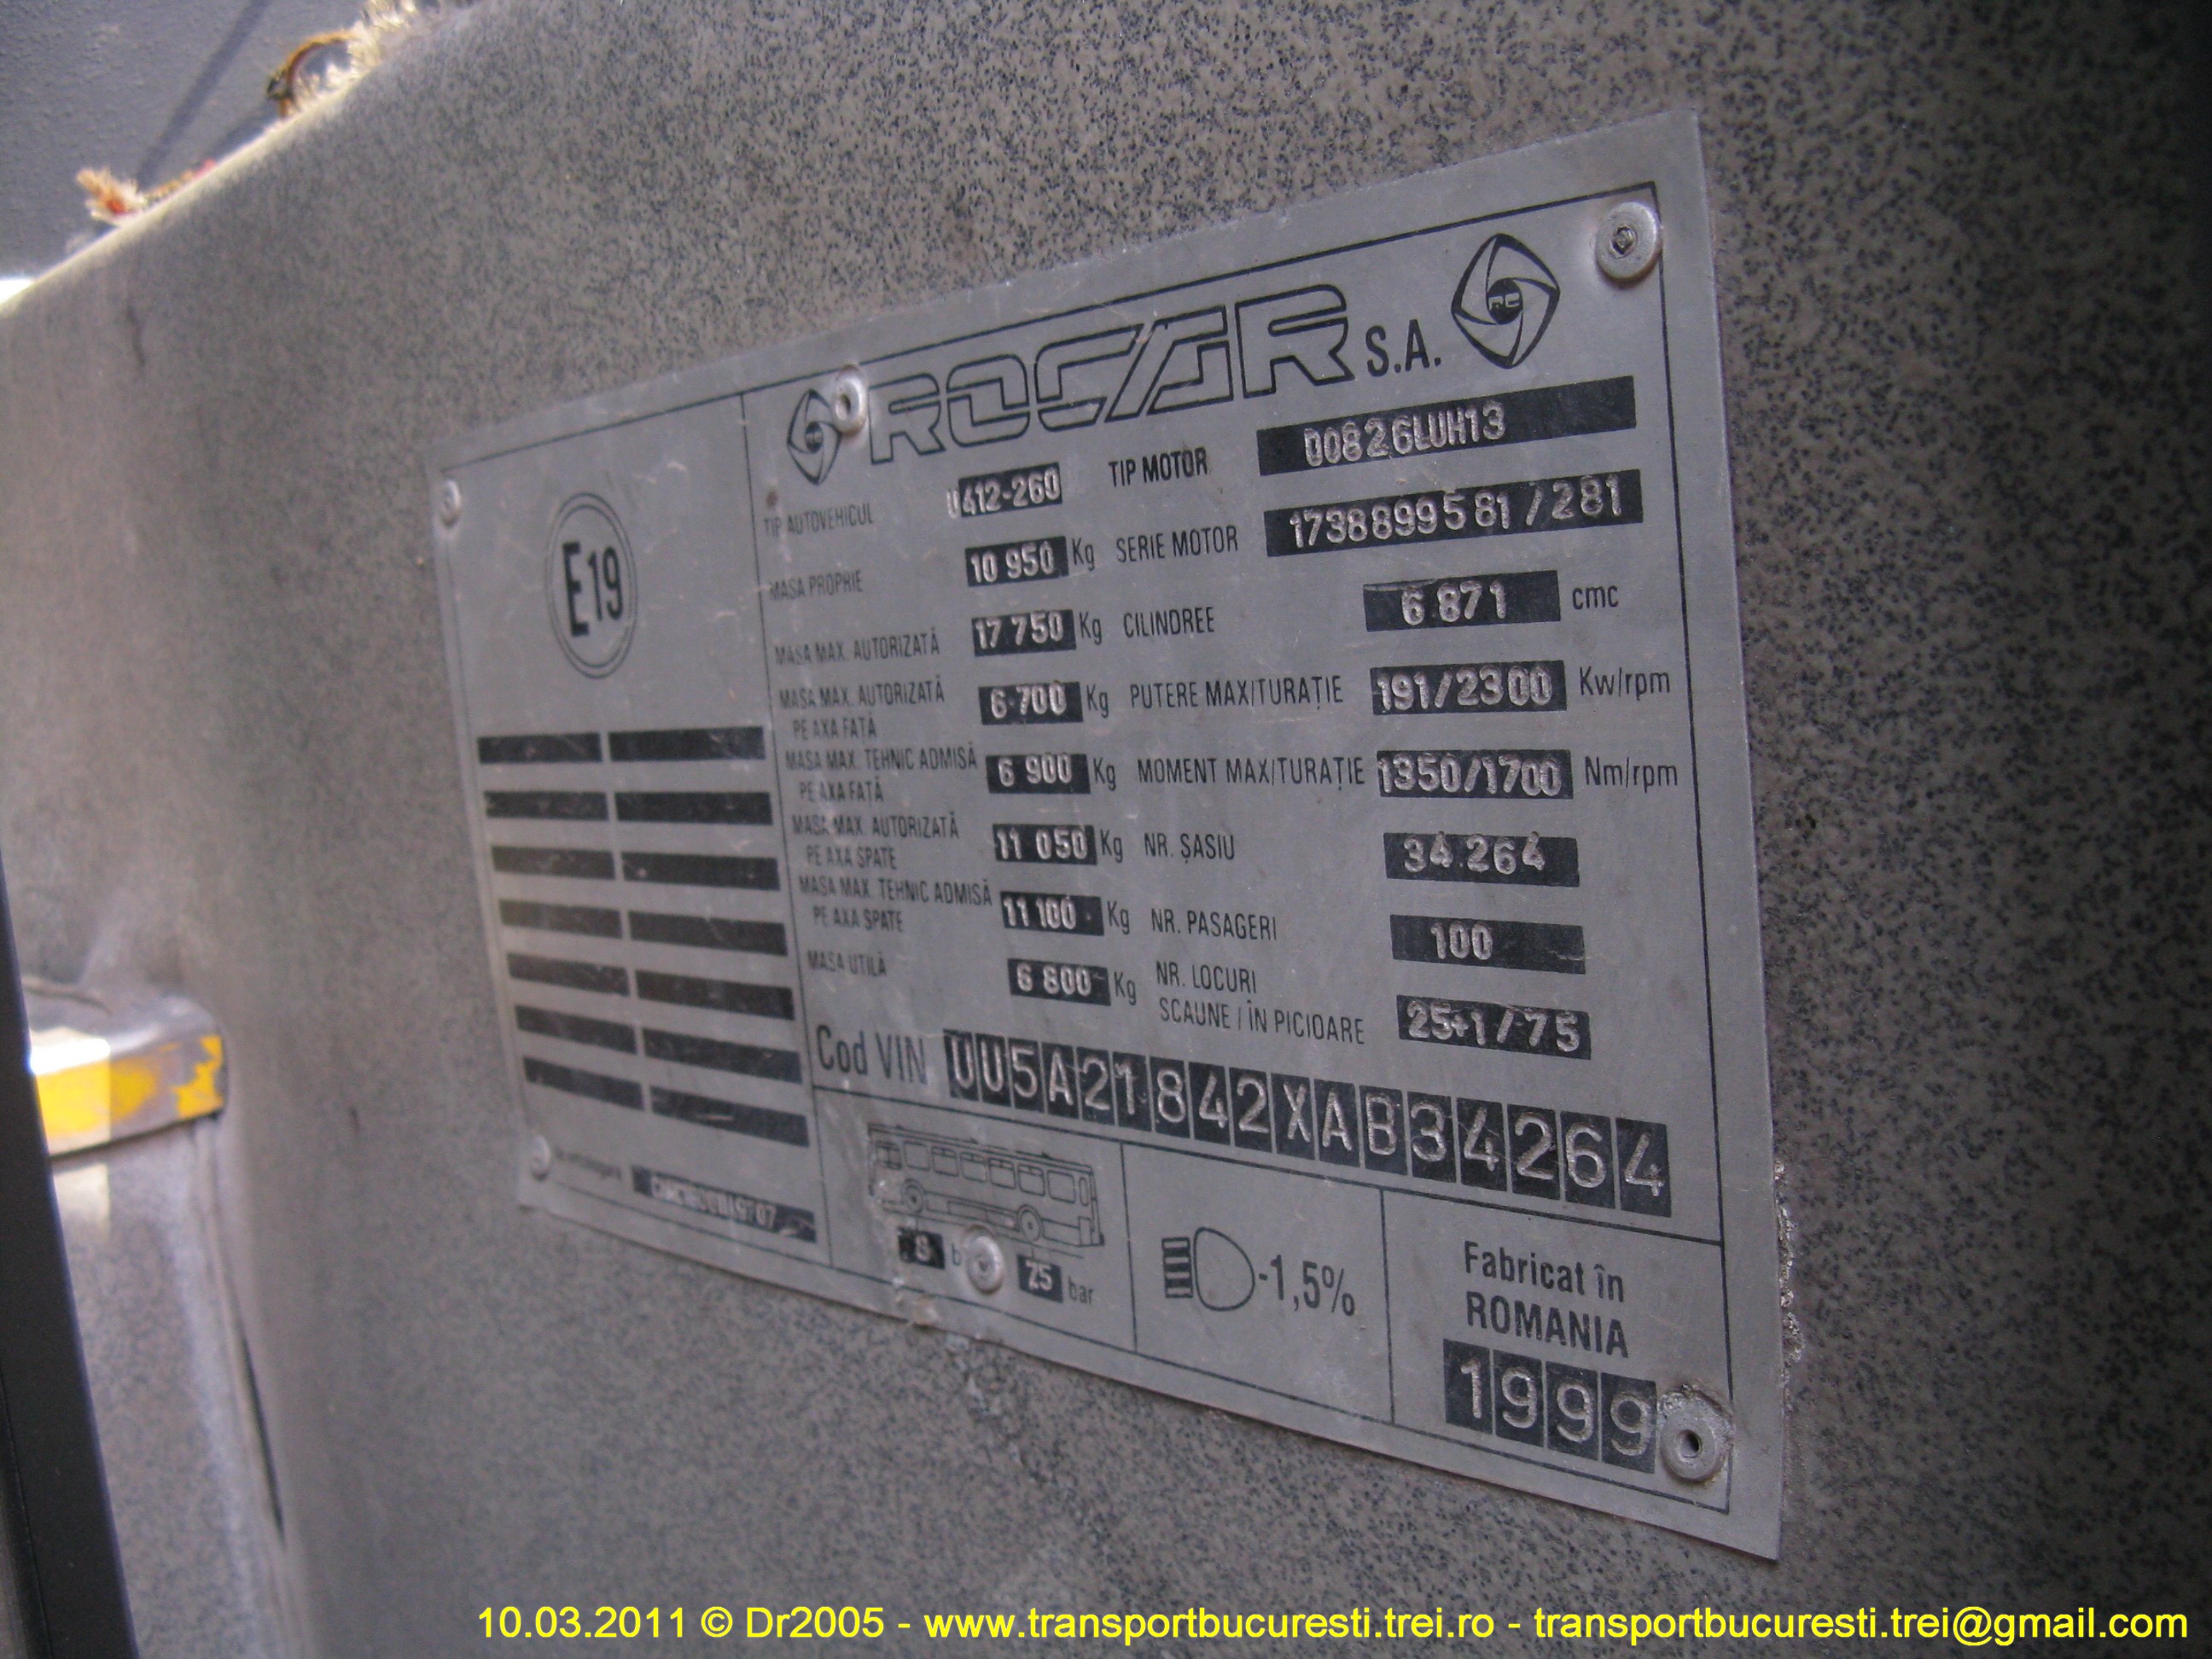 ROCAR S.A.
E19
TIP AUTOVEHICUL U412-260 TIP MOTOR D0826LUH13
MASA PROPRIE 10 950 Kg SERIE MOTOR 1738899581/281
MASA MAX. AUTORIZATĂ 17 750 Kg CILINDREE 6 871 cmc
MASA MAX. AUTORIZATĂ PE AXA FAȚĂ 6 700 Kg PUTERE MAX/TURAȚIE 191/2300 Kw/rpm
MASA MAX. TEHNIC ADMISĂ PE AXA FAȚĂ 6 900 Kg MOMENT MAX/TURAȚIE 1350/1700 Nm/rpm
MASA MAX. AUTORIZATĂ PE AXA SPATE 11 050 Kg NR. ȘASIU 34.264
MASA MAX. TEHNIC ADMISĂ PE AXA SPATE 11 100 Kg NR. PASAGERI 100
MASA UTILĂ 6 800 Kg NR. LOCURI SCAUNE / ÎN PICIOARE 25+1/75
Cod VIN UU5A21842XAB34264
8 7.5 bar
-1,5%
Fabricat în
ROMANIA
1999
10.03.2011 © Dr2005 - www.transportbucuresti.trei.ro - transportbucuresti.trei@gmail.com